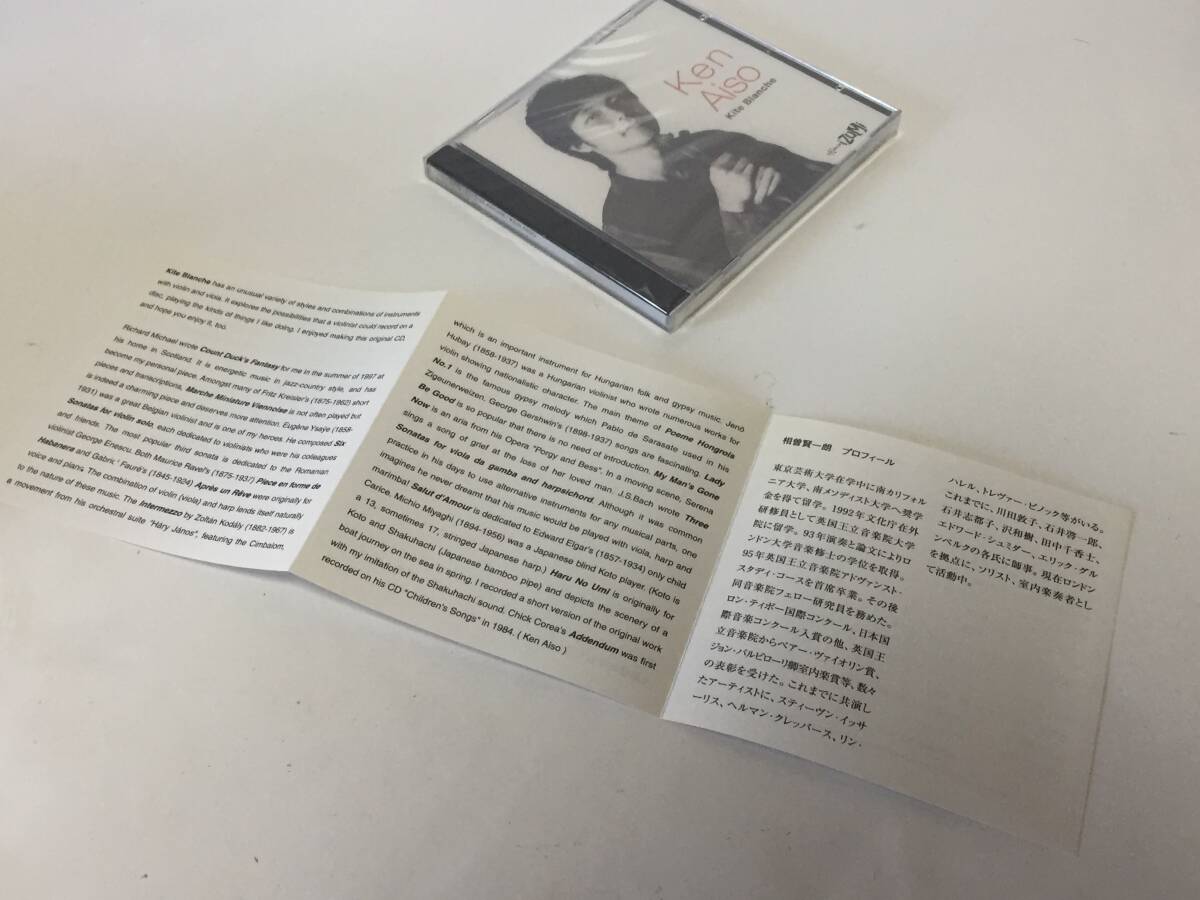 Ken
Aiso
Kite Blanche
ZUMi
Kite Blanche has an unusual variety of styles and combinations of instruments
with violin and viola. It explores the possibilities that a violinist could record on a
disc, playing the kinds of things I like doing. I enjoyed making this original CD,
and hope you enjoy it, too.
Richard Michael wrote Count Duck's Fantasy for me in the summer of 1997 at
his home in Scotland. It is energetic music in jazz-country style, and has
become my personal piece. Amongst many of Fritz Kreisler's (1875-1962) short
pieces and transcriptions, Marche Miniature Viennoise is not often played but
is indeed a charming piece and deserves more attention. Eugène Ysaÿe (1858-
1931) was a great Belgian violinist and is one of my heroes. He composed Six
Sonatas for violin solo, each dedicated to violinists who were his colleagues
and friends. The most popular third sonata is dedicated to the Romanian
violinist George Enescu. Both Maurice Ravel's (1875-1937) Piece en forme de
Habanera and Gabric' Fauré's (1845-1924) Après un Rêve were originally for
voice and piano. The combination of violin (viola) and harp lends itself naturally
to the nature of these music. The Intermezzo by Zoltán Kodály (1882-1967) is
a movement from his orchestral suite "Háry János", featuring the Cimbalom,
which is an important instrument for Hungarian folk and gypsy music. Jenö
Hubay (1858-1937) was a Hungarian violinist who wrote numerous works for
violin showing nationalistic character. The main theme of Poeme Hongrois
No.1 is the famous gypsy melody which Pablo de Sarasate used in his
Zigeunerweizen. George Gershwin's (1898-1937) songs are fascinating. Lady
Be Good is so popular that there is no need of introduction. My Man's Gone
Now is an aria from his Opera "Porgy and Bess". In a moving scene, Serena
sings a song of grief at the loss of her loved man. J.S.Bach wrote Three
Sonatas for viola da gamba and harpsichord. Although it was common
practice in his days to use alternative instruments for any musical parts, one
imagines he never dreamt that his music would be played with viola, harp and
marimba! Salut d'Amour is dedicated to Edward Elgar's (1857-1934) only child
Carice. Michio Miyagi (1894-1956) was a Japanese blind Koto player. (Koto is
a 13, sometimes 17, stringed Japanese harp.) Haru No Umi is originally for
Koto and Shakuhachi (Japanese bamboo pipe) and depicts the scenery of a
boat journey on the sea in spring. I recorded a short version of the original work
with my imitation of the Shakuhachi sound. Chick Corea's Addendum was first
recorded on his CD "Children's Songs" in 1984. ( Ken Aiso )
相曽賢一朗 プロフィール
東京芸術大学在学中に南カリフォル
ニア大学、南メソディスト大学へ奨学
金を得て留学。1992年文化庁在外
研修員として英国王立音楽院大学
院に留学。93年演奏と論文によりロ
ンドン大学音楽修士の学位を取得。
95年英国王立音楽院アドヴァンスト・
スタディ・コースを首席卒業。その後
同音楽院フェロー研究員を務めた。
ロン・ティボー国際コンクール、日本国
際音楽コンクール入賞の他、英国王
立音楽院からベアー・ヴァイオリン賞、
ジョン・バルビローリ脚室内楽賞等、数々
の表彰を受けた。これまでに共演し
たアーティストに、スティーヴン・イッサ
ーリス、ヘルマン・クレッバース、リン・
ハレル、トレヴァー・ピノック等がいる。
これまでに、川田敦子、石井啓一郎、
石井志都子、沢和樹、田中千香士、
エドワード・シュミダー、エリック・グル
ンベルクの各氏に師事。現在ロンドン
を拠点に、ソリスト、室内楽奏者とし
て活動中。